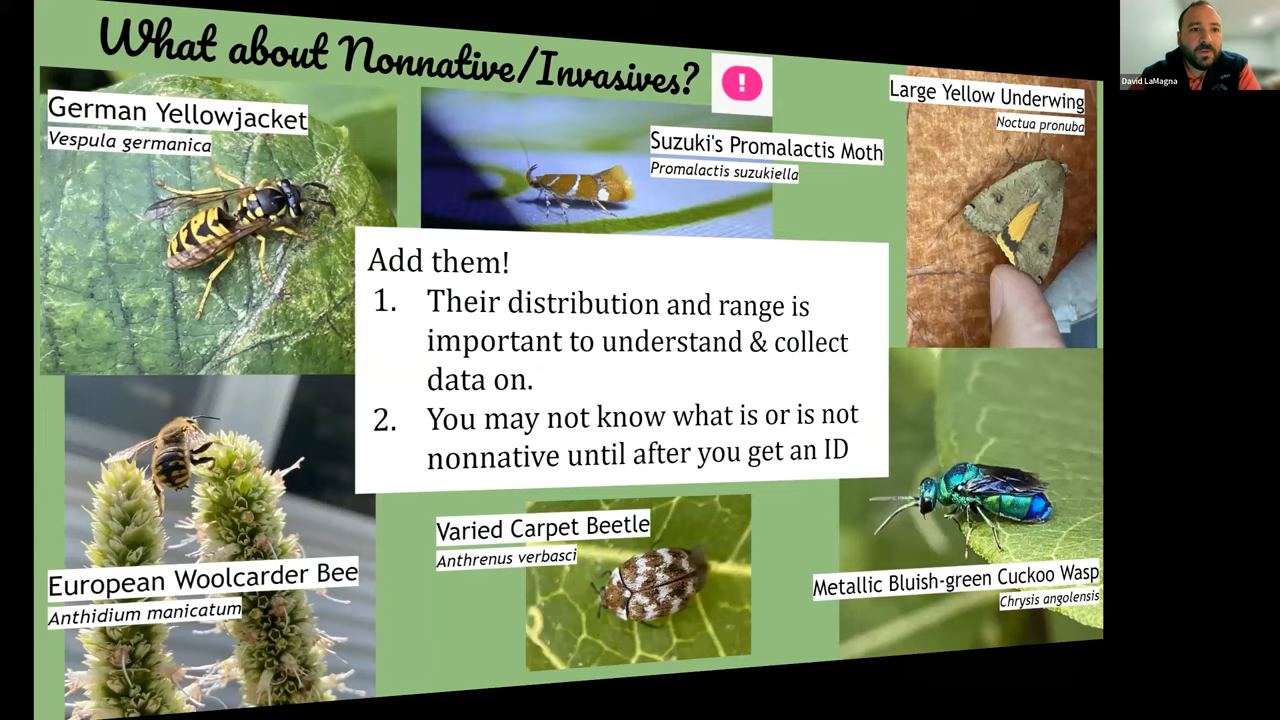 What about Nonnative/Invasives?
!
German Yellowjacket
Vespula germanica
Suzuki's Promalactis Moth
Promalactis suzukiella
Large Yellow Underwing
Noctua pronuba
David LaMagna
Add them!
1. Their distribution and range is
important to understand & collect
data on.
2. You may not know what is or is not
nonnative until after you get an ID
European Woolcarder Bee
Anthidium manicatum
Varied Carpet Beetle
Anthrenus verbasci
Metallic Bluish-green Cuckoo Wasp
Chrysis angolensis